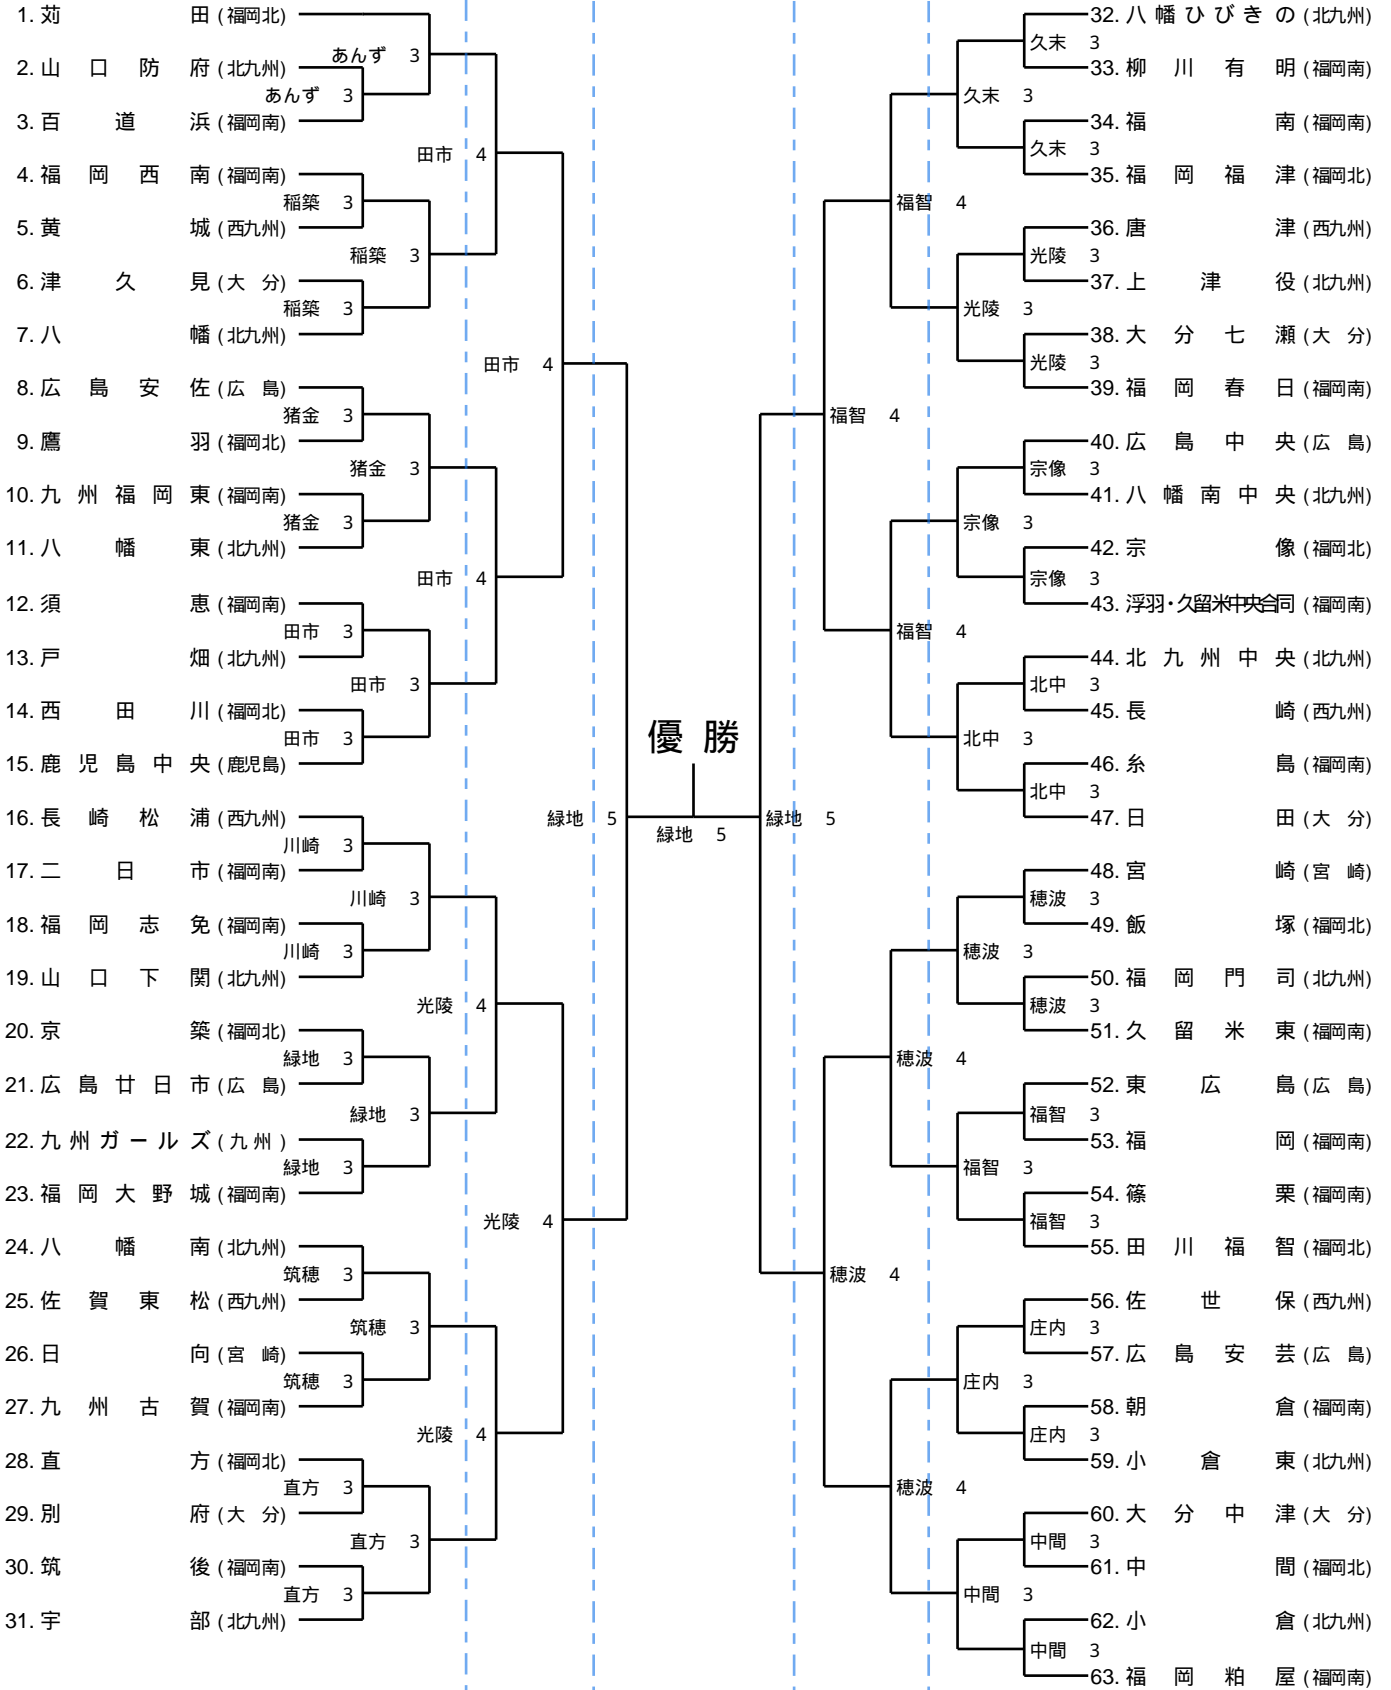 1. 苅田 (福岡北)
あんず 3
2. 山口防府 (北九州)
あんず 3
3. 百道浜 (福岡南)
田市 4
4. 福岡西南 (福岡南)
稲築 3
5. 黄城 (西九州)
稲築 3
6. 津久見 (大分)
稲築 3
7. 八幡 (北九州)
田市 4
8. 広島安佐 (広島)
猪金 3
9. 鷹羽 (福岡北)
猪金 3
10. 九州福岡東 (福岡南)
猪金 3
11. 八幡東 (北九州)
田市 4
12. 須恵 (福岡南)
田市 3
13. 戸畑 (北九州)
田市 3
14. 西田川 (福岡北)
田市 3
15. 鹿児島中央 (鹿児島)
16. 長崎松浦 (西九州)
緑地 5
川崎 3
17. 二日市 (福岡南)
川崎 3
18. 福岡志免 (福岡南)
川崎 3
19. 山口下関 (北九州)
光陵 4
20. 京築 (福岡北)
緑地 3
21. 広島廿日市 (広島)
緑地 3
22. 九州ガールズ (九州)
緑地 3
23. 福岡大野城 (福岡南)
光陵 4
24. 八幡南 (北九州)
筑穂 3
25. 佐賀東松 (西九州)
筑穂 3
26. 日向 (宮崎)
筑穂 3
27. 九州古賀 (福岡南)
光陵 4
28. 直方 (福岡北)
直方 3
29. 別府 (大分)
直方 3
30. 筑後 (福岡南)
直方 3
31. 宇部 (北九州)
優勝
緑地 5
32. 八幡ひびきの (北九州)
久末 3
33. 柳川有明 (福岡南)
久末 3
34. 福南 (福岡南)
久末 3
35. 福岡福津 (福岡北)
福智 4
36. 唐津 (西九州)
光陵 3
37. 上津役 (北九州)
光陵 3
38. 大分七瀬 (大分)
光陵 3
39. 福岡春日 (福岡南)
福智 4
40. 広島中央 (広島)
宗像 3
41. 八幡南中央 (北九州)
宗像 3
42. 宗像 (福岡北)
宗像 3
43. 浮羽・久留米中央合同 (福岡南)
福智 4
44. 北九州中央 (北九州)
北中 3
45. 長崎 (西九州)
北中 3
46. 糸島 (福岡南)
北中 3
47. 日田 (大分)
緑地 5
48. 宮崎 (宮崎)
穂波 3
49. 飯塚 (福岡北)
穂波 3
50. 福岡門司 (北九州)
穂波 3
51. 久留米東 (福岡南)
穂波 4
52. 東広島 (広島)
福智 3
53. 福岡 (福岡南)
福智 3
54. 篠栗 (福岡南)
福智 3
55. 田川福智 (福岡北)
穂波 4
56. 佐世保 (西九州)
庄内 3
57. 広島安芸 (広島)
庄内 3
58. 朝倉 (福岡南)
庄内 3
59. 小倉東 (北九州)
穂波 4
60. 大分中津 (大分)
中間 3
61. 中間 (福岡北)
中間 3
62. 小倉 (北九州)
中間 3
63. 福岡粕屋 (福岡南)